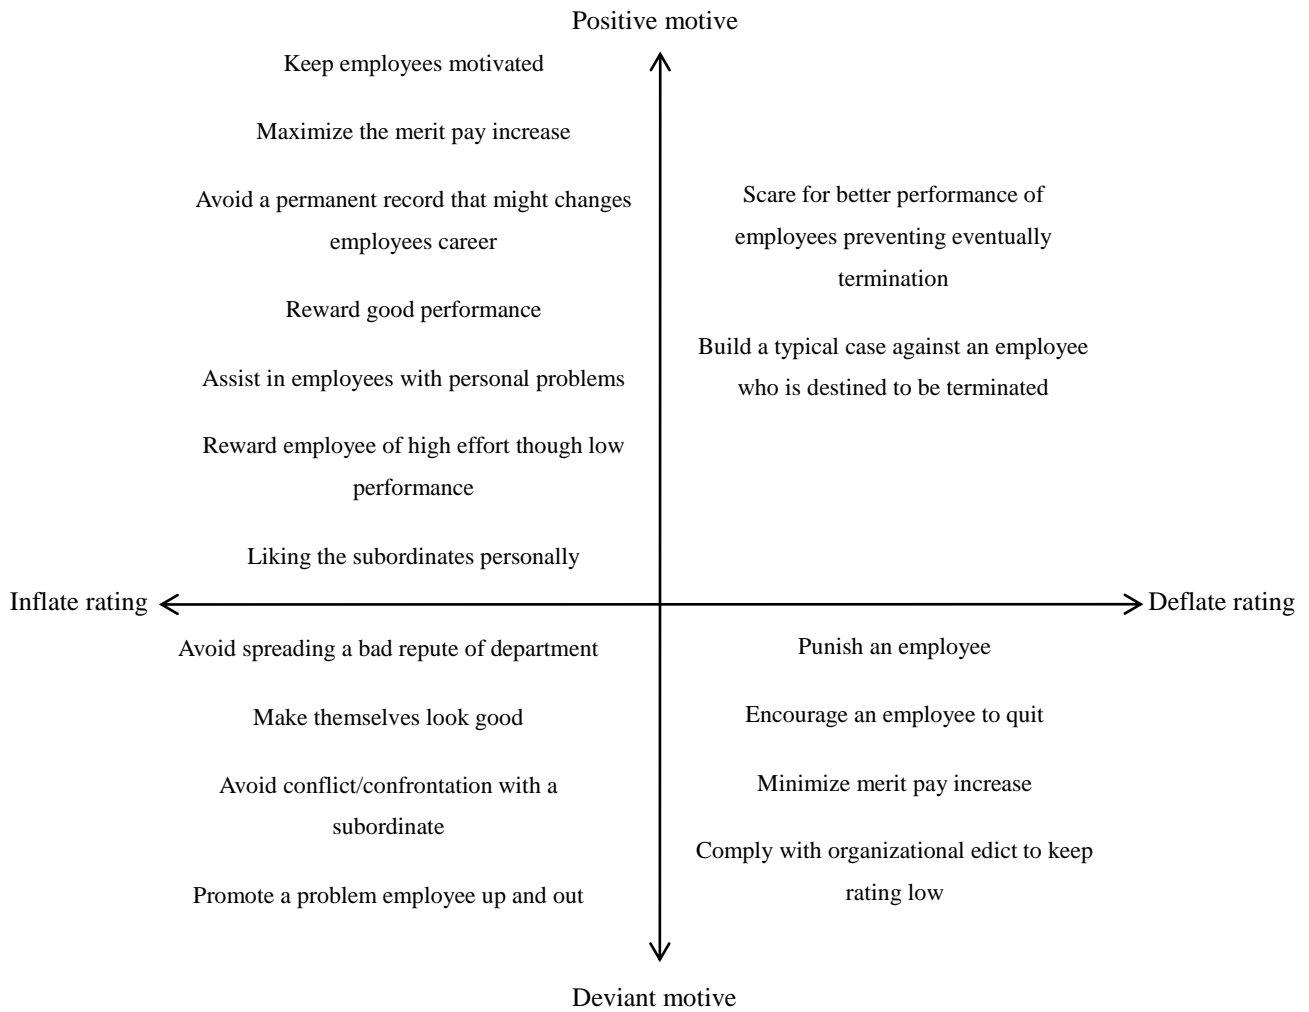 Positive motive
Keep employees motivated
Maximize the merit pay increase
Avoid a permanent record that might changes
employees career
Reward good performance
Assist in employees with personal problems
Reward employee of high effort though low
performance
Liking the subordinates personally
Scare for better performance of
employees preventing eventually
termination
Build a typical case against an employee
who is destined to be terminated
Inflate rating
Deflate rating
Avoid spreading a bad repute of department
Make themselves look good
Avoid conflict/confrontation with a
subordinate
Promote a problem employee up and out
Punish an employee
Encourage an employee to quit
Minimize merit pay increase
Comply with organizational edict to keep
rating low
Deviant motive